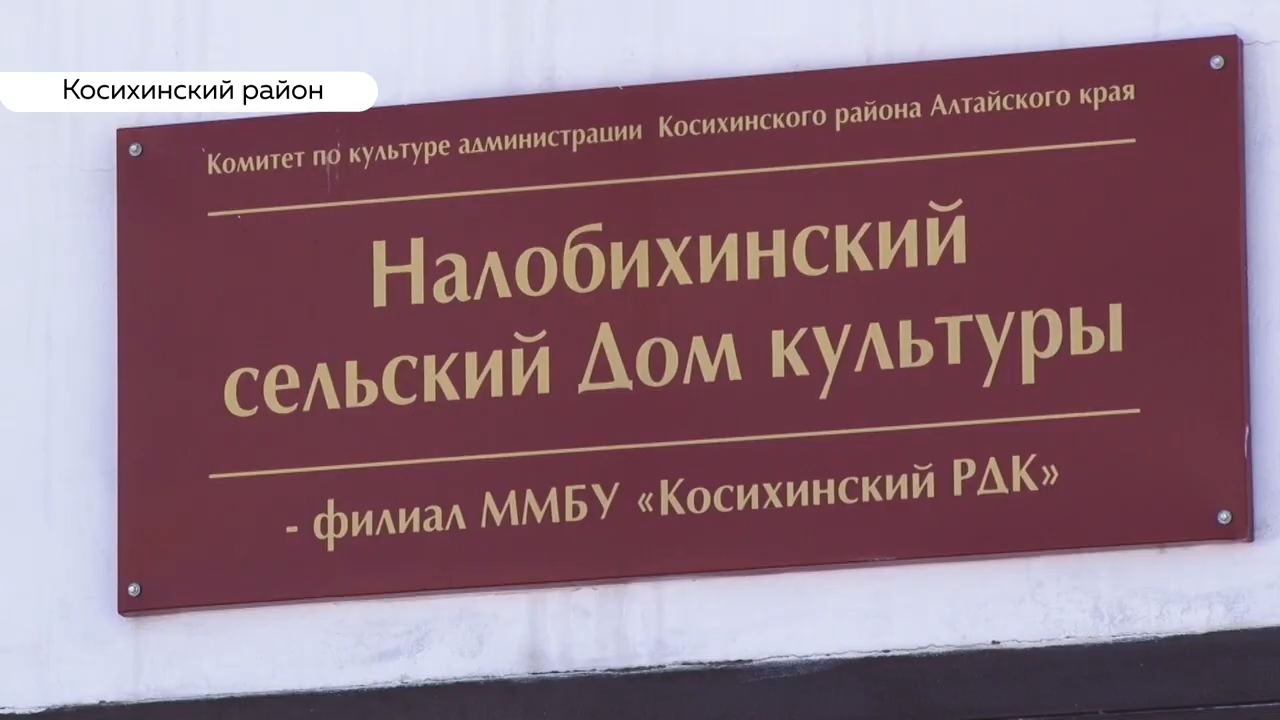 Косихинский район
Комитет по культуре администрации Косихинского района Алтайского края
Налобихинский
сельский Дом культуры
- филиал ММБУ «Косихинский РДК»